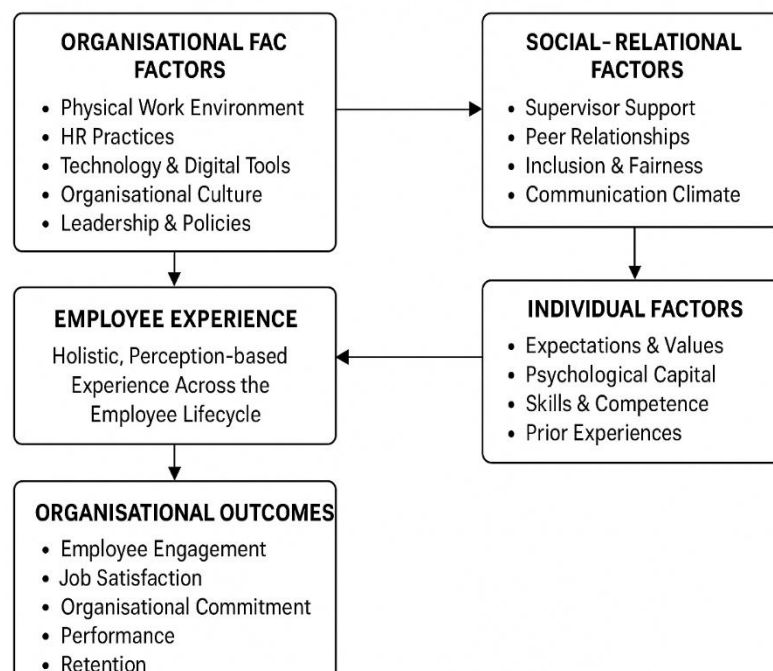 ORGANISATIONAL FAC
FACTORS
• Physical Work Environment
• HR Practices
• Technology & Digital Tools
• Organisational Culture
• Leadership & Policies
SOCIAL-RELATIONAL
FACTORS
• Supervisor Support
• Peer Relationships
• Inclusion & Fairness
• Communication Climate
EMPLOYEE EXPERIENCE
Holistic, Perception-based
Experience Across the
Employee Lifecycle
INDIVIDUAL FACTORS
• Expectations & Values
• Psychological Capital
• Skills & Competence
• Prior Experiences
ORGANISATIONAL OUTCOMES
• Employee Engagement
• Job Satisfaction
• Organisational Commitment
• Performance
• Retention